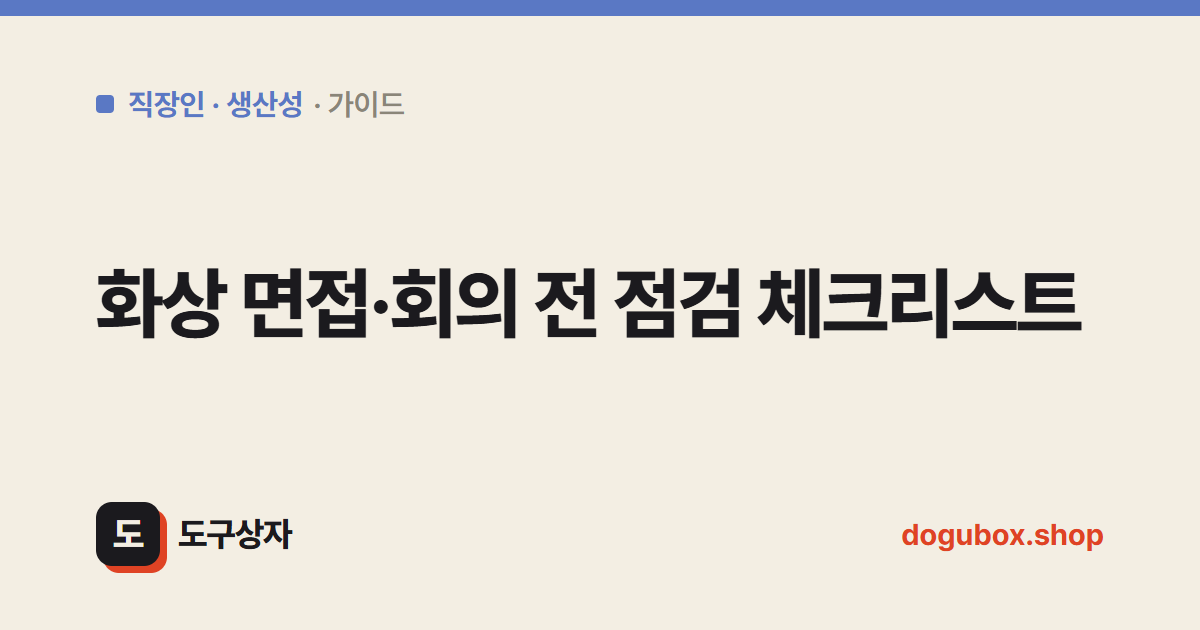 직장인 · 생산성 · 가이드
화상 면접·회의 전 점검 체크리스트
도 도구상자
dogubox.shop